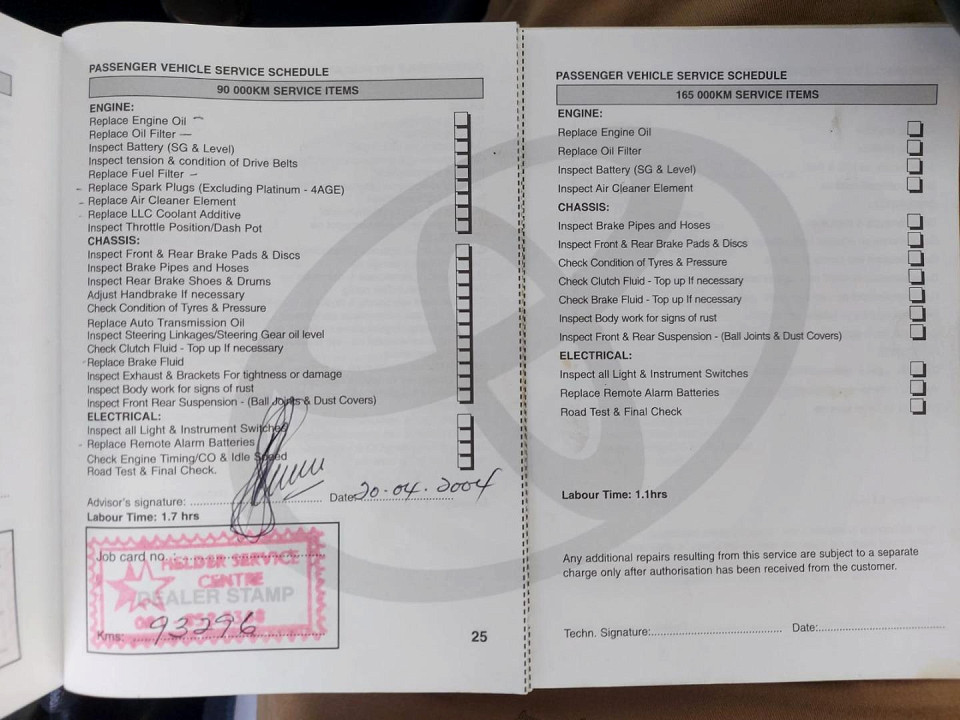 PASSENGER VEHICLE SERVICE SCHEDULE
90 000KM SERVICE ITEMS
ENGINE:
Replace Engine Oil
Replace Oil Filter
Inspect Battery (SG & Level)
Inspect tension & condition of Drive Belts
Replace Fuel Filter
Replace Spark Plugs (Excluding Platinum - 4AGE)
Replace Air Cleaner Element
Replace LLC Coolant Additive
Inspect Throttle Position/Dash Pot
CHASSIS:
Inspect Front & Rear Brake Pads & Discs
Inspect Brake Pipes and Hoses
Inspect Rear Brake Shoes & Drums
Adjust Handbrake If necessary
Check Condition of Tyres & Pressure
Replace Auto Transmission Oil
Inspect Steering Linkages/Steering Gear oil level
Check Clutch Fluid - Top up If necessary
Replace Brake Fluid
Inspect Exhaust & Brackets For tightness or damage
Inspect Body work for signs of rust
Inspect Front Rear Suspension - (Ball Joints & Dust Covers)
ELECTRICAL:
Inspect all Light & Instrument Switched
Replace Remote Alarm Batteries
Check Engine Timing/CO & Idle Speed
Road Test & Final Check.
Advisor's signature: Date: 20.04.2004
Labour Time: 1.7 hrs
Job card no.:
HELDER SERVICE
CENTRE
DEALER STAMP
Kms: 93296
25
PASSENGER VEHICLE SERVICE SCHEDULE
165 000KM SERVICE ITEMS
ENGINE:
Replace Engine Oil
Replace Oil Filter
Inspect Battery (SG & Level)
Inspect Air Cleaner Element
CHASSIS:
Inspect Brake Pipes and Hoses
Inspect Front & Rear Brake Pads & Discs
Check Condition of Tyres & Pressure
Check Clutch Fluid - Top up If necessary
Check Brake Fluid - Top up If necessary
Inspect Body work for signs of rust
Inspect Front & Rear Suspension - (Ball Joints & Dust Covers)
ELECTRICAL:
Inspect all Light & Instrument Switches
Replace Remote Alarm Batteries
Road Test & Final Check
Labour Time: 1.1hrs
Any additional repairs resulting from this service are subject to a separate
charge only after authorisation has been received from the customer.
Techn. Signature: Date: